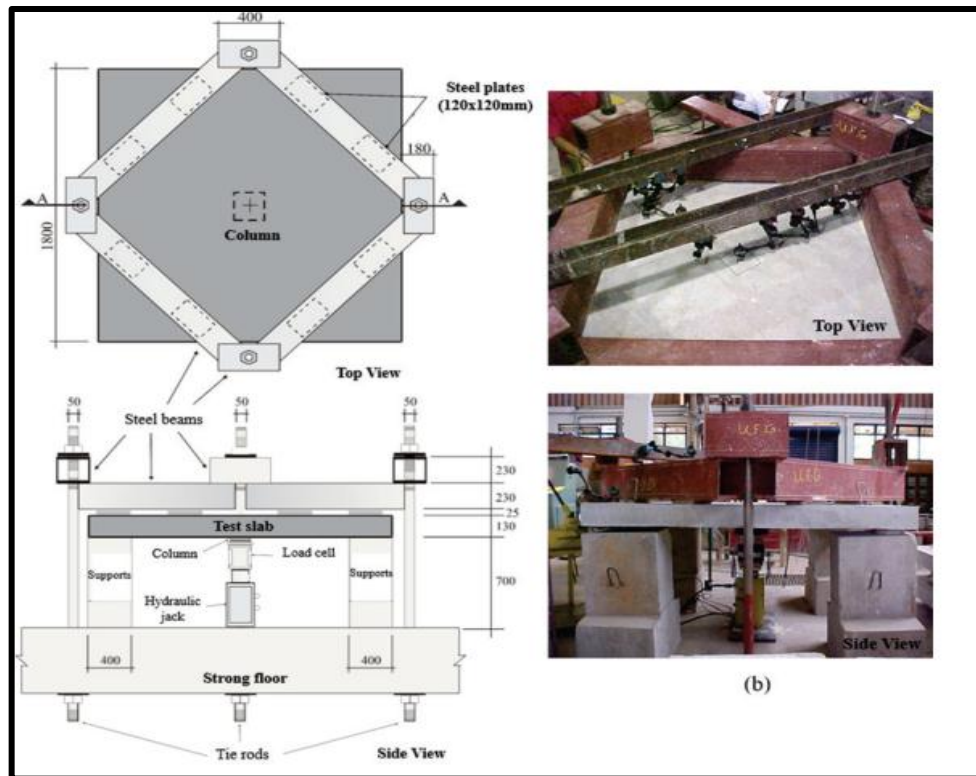 400
Steel plates
(120x120mm)
180
A
A
1800
Column
Top View
Steel beams
50
50
50
230
230
25
130
Test slab
Column
Load cell
Supports
Supports
Hydraulic
jack
700
400
400
Strong floor
Tie rods
Side View
U.F.G
Top View
U.F.G
U.F.G
Side View
(b)